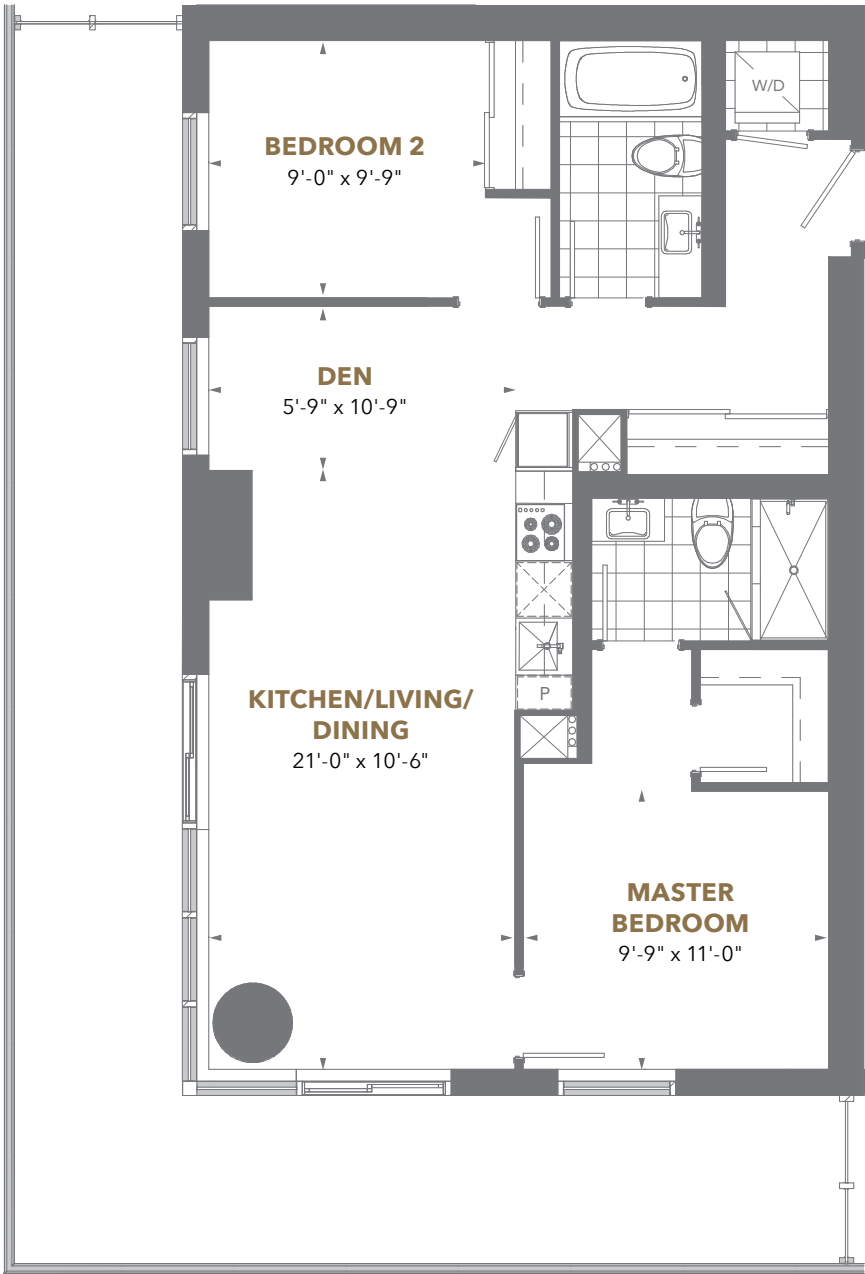 W/D
BEDROOM 2
9'-0" x 9'-9"
DEN
5'-9" x 10'-9"
P
KITCHEN/LIVING/
DINING
21'-0" x 10'-6"
MASTER
BEDROOM
9'-9" x 11'-0"